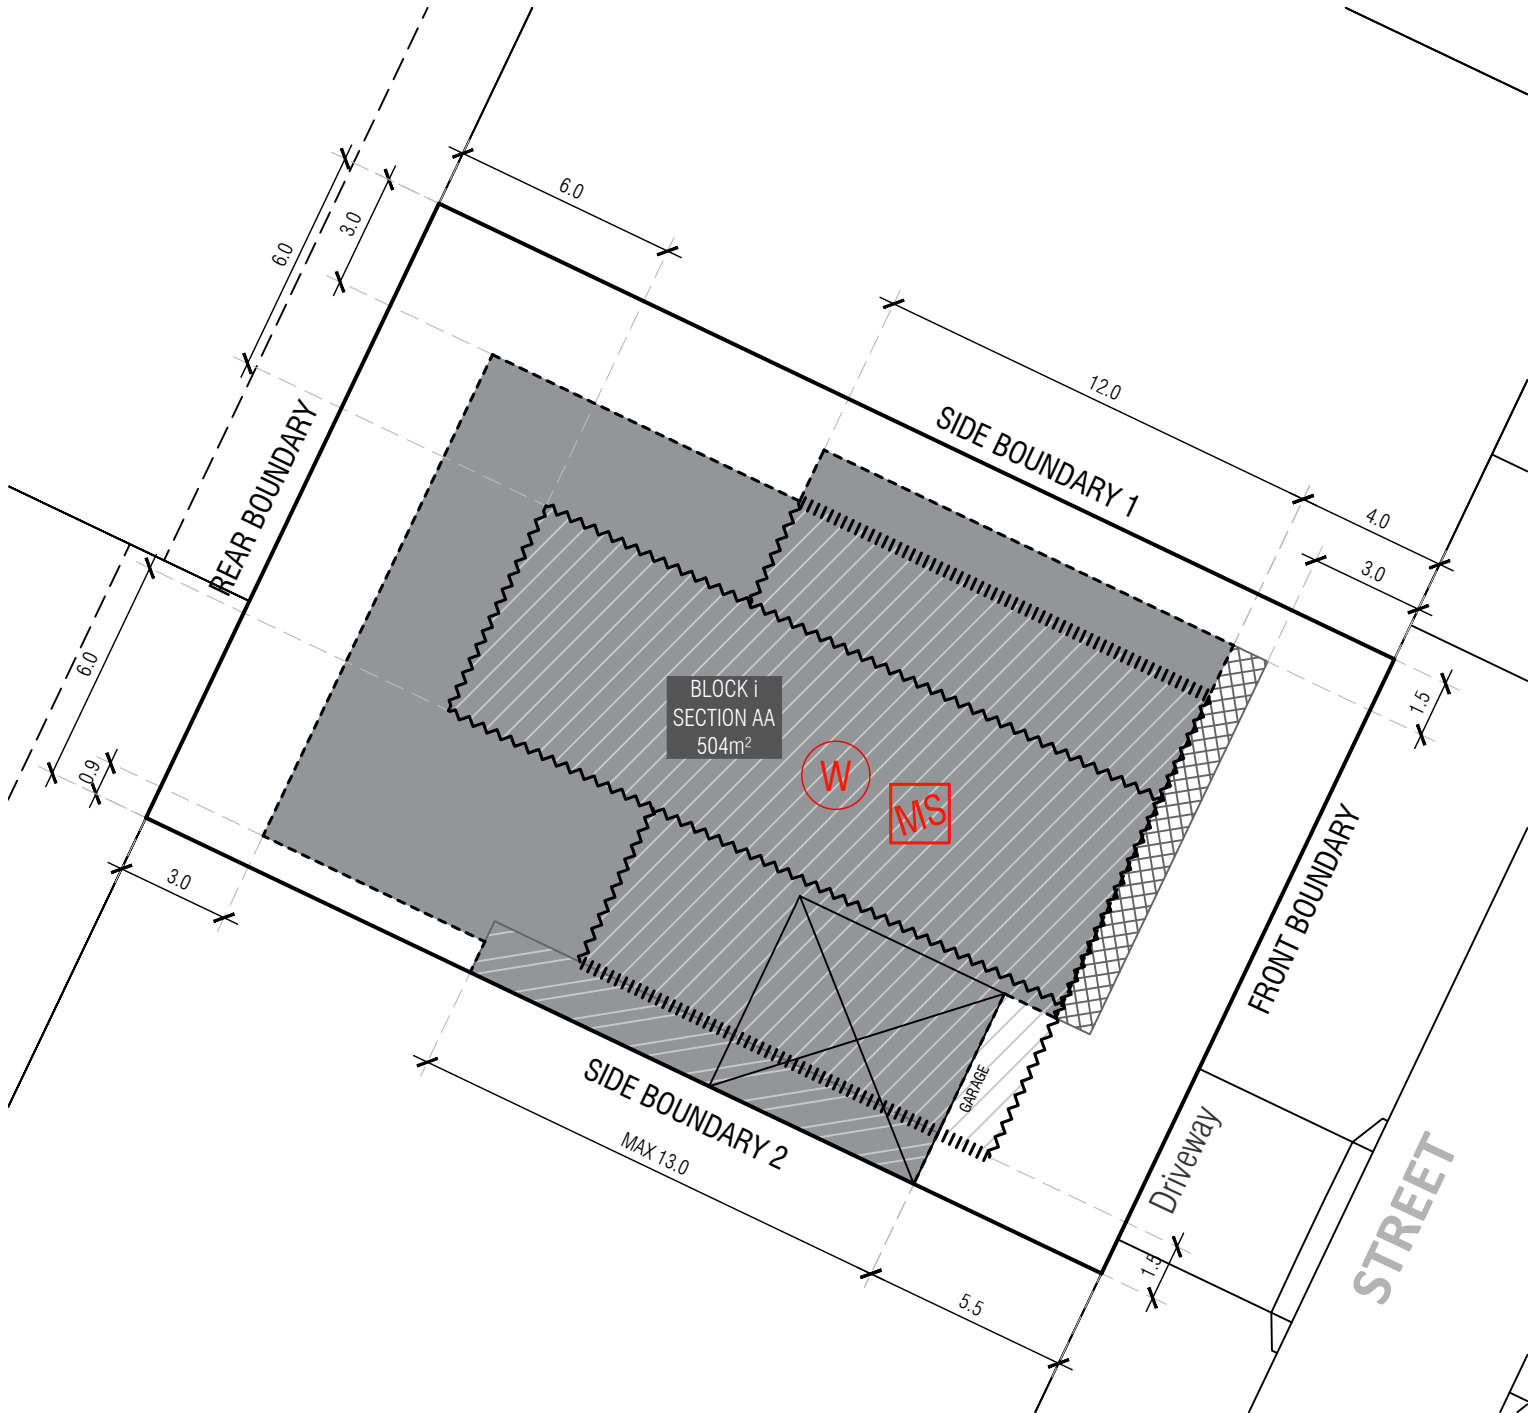 6.0
3.0
6.0
12.0
SIDE BOUNDARY 1
4.0
3.0
REAR BOUNDARY
6.0
0.9
1.5
BLOCK i
SECTION AA
504m²
W
MS
3.0
FRONT BOUNDARY
GARAGE
SIDE BOUNDARY 2
MAX 13.0
Driveway
STREET
1.5
5.5